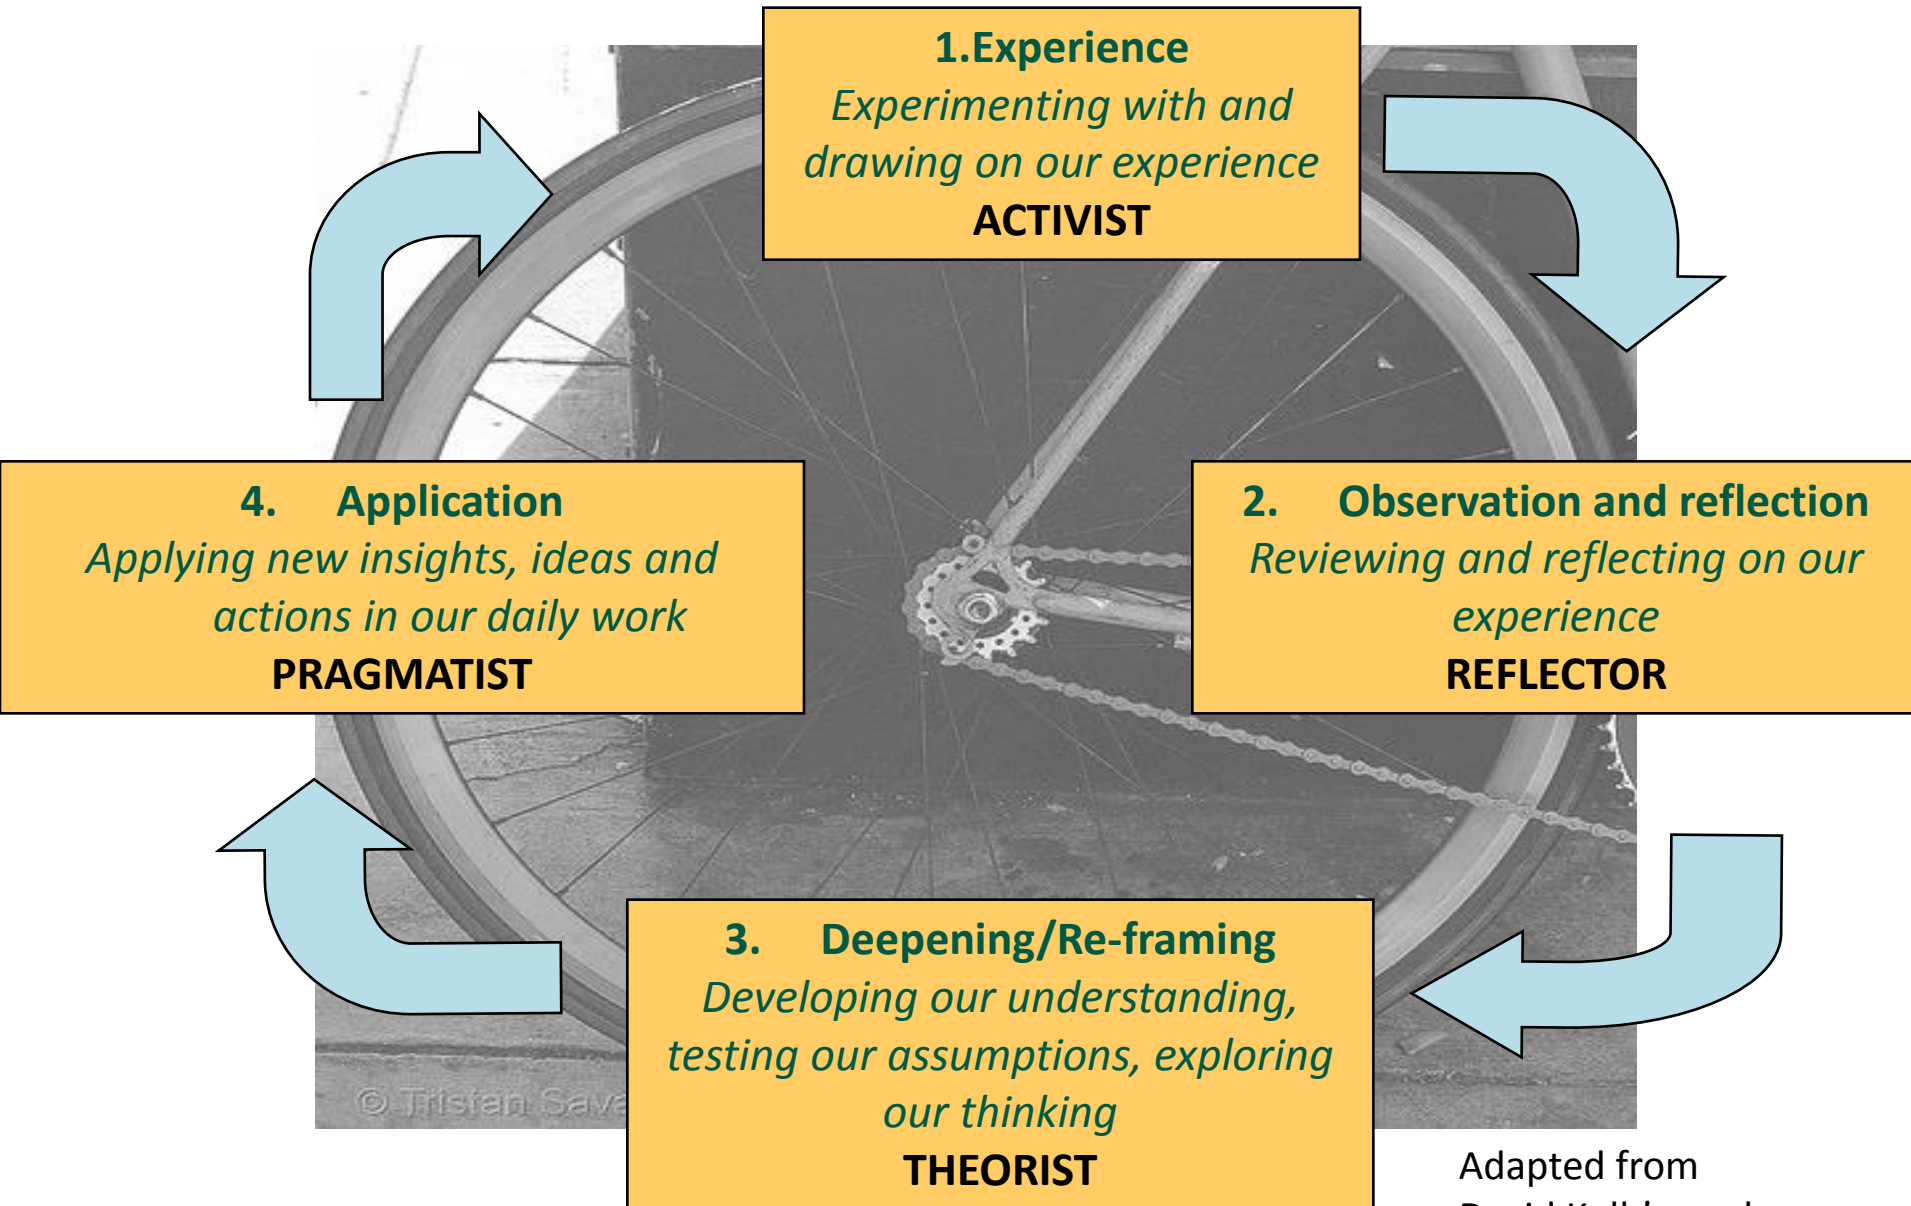 1.Experience
Experimenting with and
drawing on our experience
ACTIVIST
2. Observation and reflection
Reviewing and reflecting on our
experience
REFLECTOR
3. Deepening/Re-framing
Developing our understanding,
testing our assumptions, exploring
our thinking
THEORIST
4. Application
Applying new insights, ideas and
actions in our daily work
PRAGMATIST
© Tristan
Adapted from
David